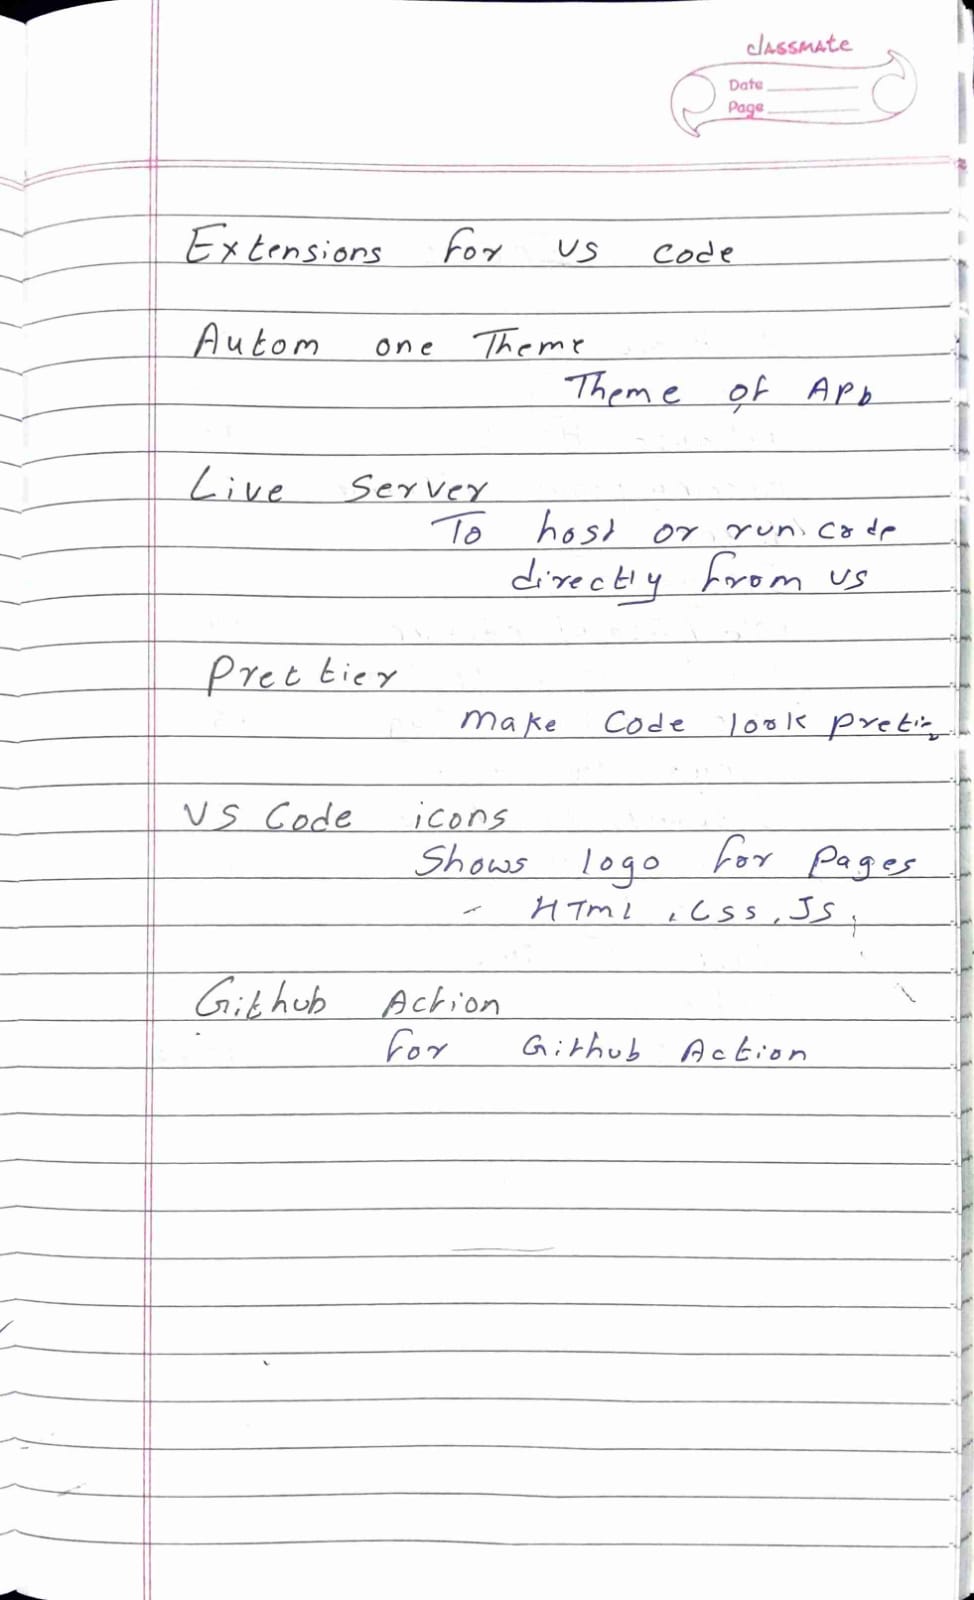 classmate
Date
Page
Extensions for VS Code
Autom one Theme
Theme of App
Live Server
To host or run code
directly from VS
Prettier
Make Code look pretty
VS Code icons
Shows logo for pages
- HTML, CSS, JS,
Github Action
for Github Action